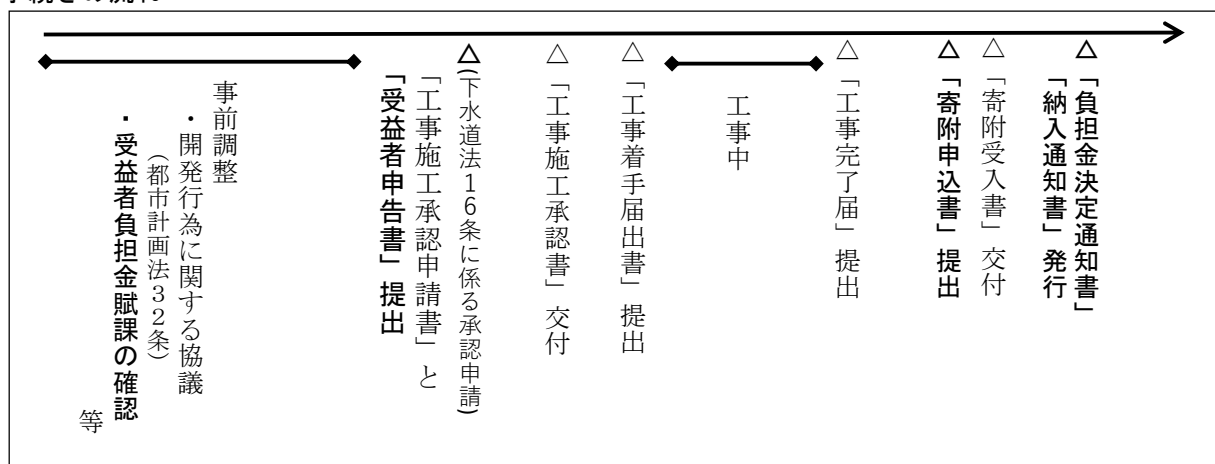 事前調整
・開発行為に関する協議
（都市計画法３２条）
・受益者負担金賦課の確認
等
△(下水道法１６条に係る承認申請)
「工事施工承認申請書」と
「受益者申告書」提出
△「工事施工承認書」交付
△「工事着手届出書」提出
工事中
△「工事完了届」提出
△「寄附申込書」提出
△「寄附受入書」交付
△「負担金決定通知書」
「納入通知書」発行